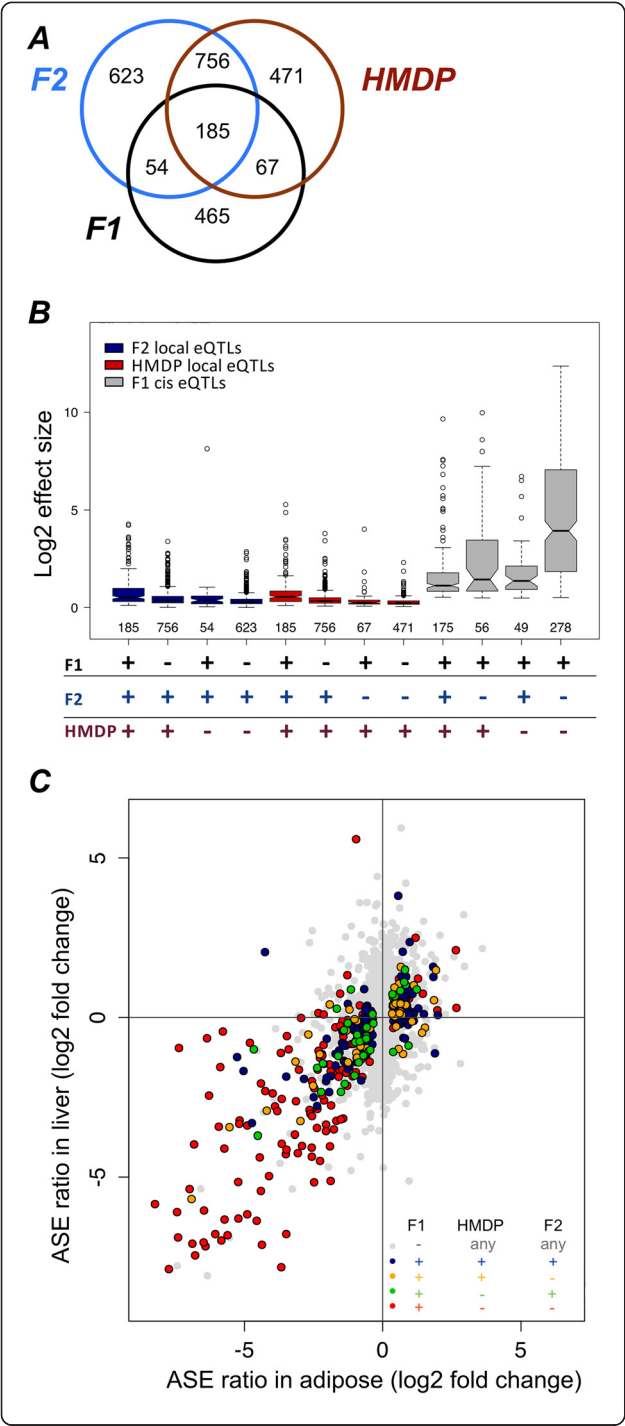 A
F2
HMDP
F1
623
756
471
185
54
67
465
B
F2 local eQTLs
HMDP local eQTLs
F1 cis eQTLs
Log2 effect size
10
5
0
185 756 54 623 185 756 67 471 175 56 49 278
F1 + - + - + - + - + + + +
F2 + + + + + + - - + - + -
HMDP + + - - + + + + + + - -
C
ASE ratio in liver (log2 fold change)
5
0
-5
F1 HMDP F2
- any any
+ + +
+ + -
+ - +
+ - -
-5 0 5
ASE ratio in adipose (log2 fold change)